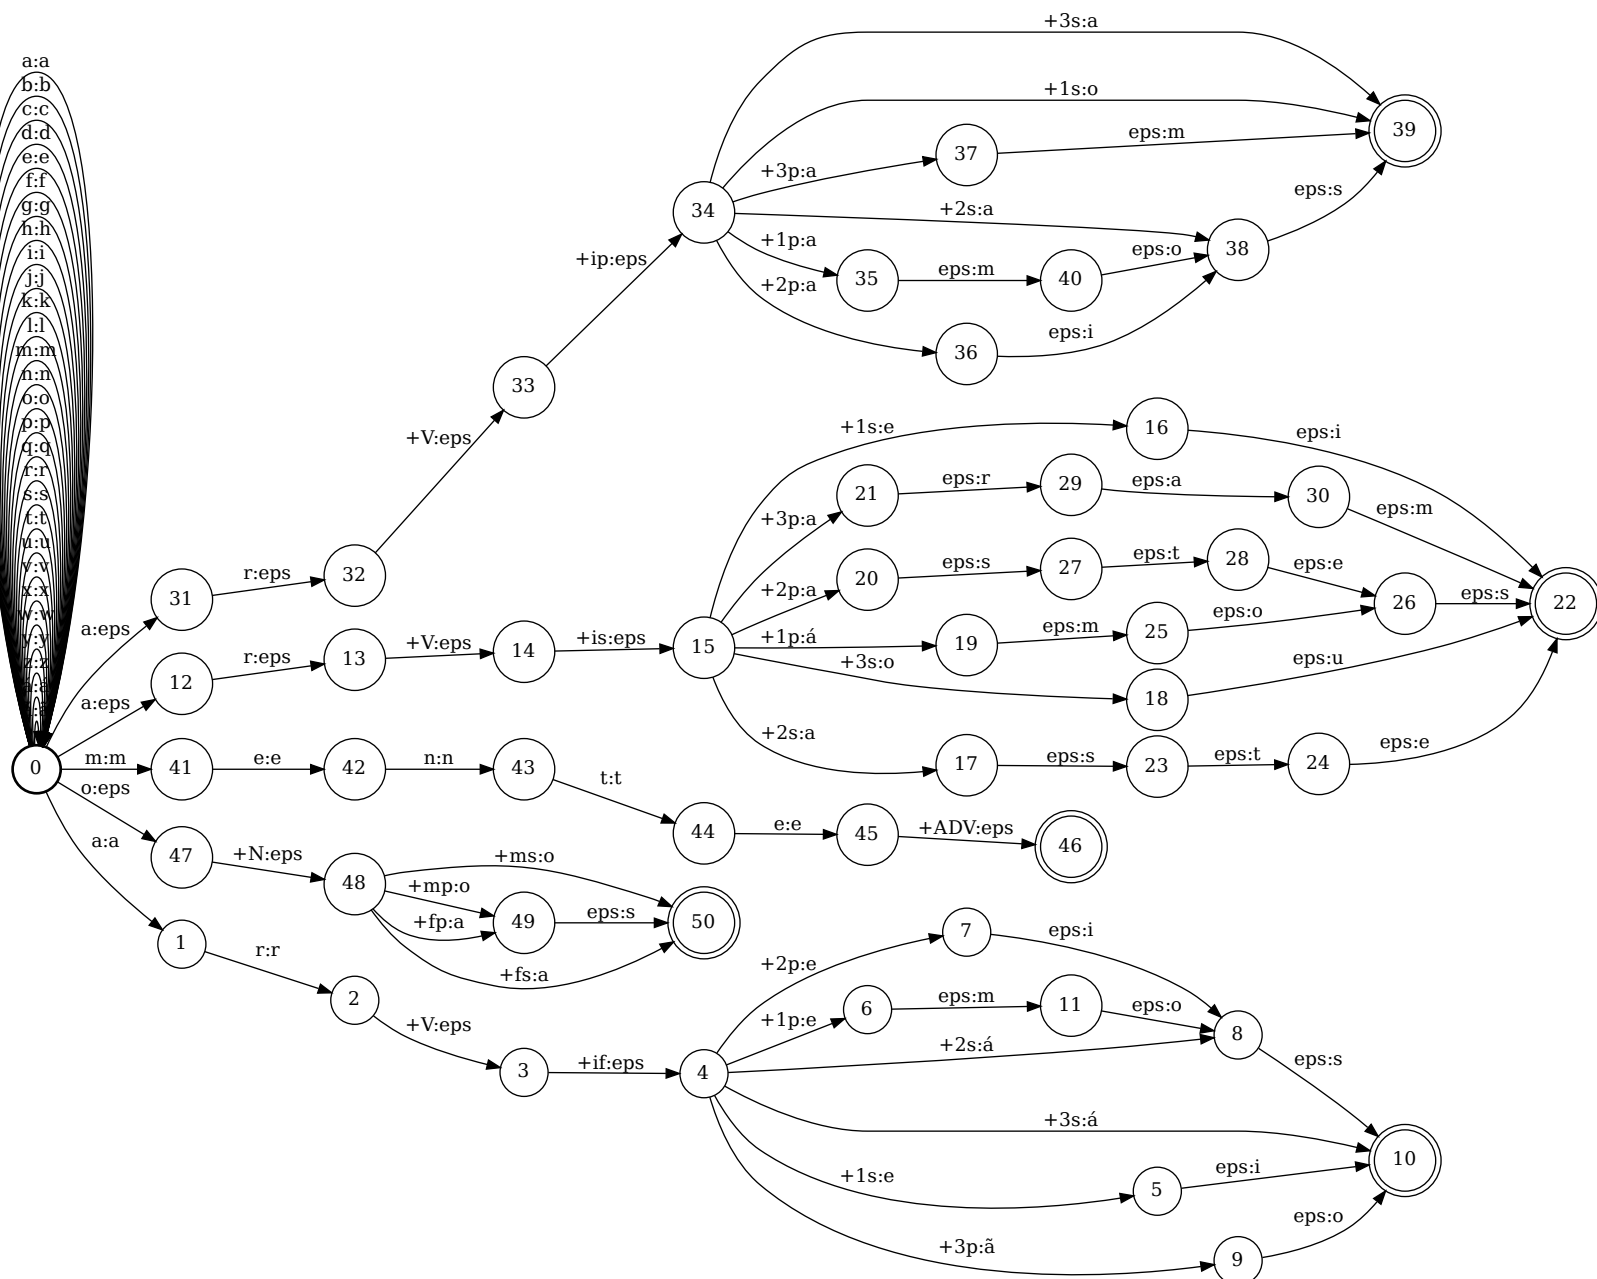 a:a
b:b
c:c
d:d
e:e
f:f
g:g
h:h
i:i
j:j
k:k
l:l
m:m
n:n
o:o
p:p
q:q
r:r
s:s
t:t
u:u
v:v
x:x
w:w
y:y
z:z
0
a:eps
31
r:eps
32
+V:eps
33
+ip:eps
34
+3s:a
+1s:o
+3p:a
37
eps:m
39
+2s:a
38
eps:s
+1p:a
35
eps:m
40
eps:o
+2p:a
36
eps:i
a:eps
12
r:eps
13
+V:eps
14
+is:eps
15
+1s:e
16
eps:i
+3p:a
21
eps:r
29
eps:a
30
eps:m
+2p:a
20
eps:s
27
eps:t
28
eps:e
26
eps:s
22
+1p:á
19
eps:m
25
eps:o
+3s:o
18
eps:u
+2s:a
17
eps:s
23
eps:t
24
eps:e
m:m
41
e:e
42
n:n
43
t:t
44
e:e
45
+ADV:eps
46
o:eps
47
+N:eps
48
+ms:o
+mp:o
49
eps:s
50
+fp:a
+fs:a
a:a
1
r:r
2
+V:eps
3
+if:eps
4
+2p:e
7
eps:i
+1p:e
6
eps:m
11
eps:o
8
+2s:á
eps:s
+3s:á
10
+1s:e
5
eps:i
+3p:ã
9
eps:o